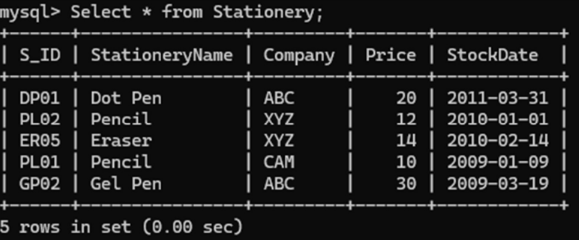 mysql> Select * from Stationery;
+------+----------------+---------+-------+------------+
| S_ID | StationeryName | Company | Price | StockDate  |
+------+----------------+---------+-------+------------+
| DP01 | Dot Pen        | ABC     |    20 | 2011-03-31 |
| PL02 | Pencil         | XYZ     |    12 | 2010-01-01 |
| ER05 | Eraser         | XYZ     |    14 | 2010-02-14 |
| PL01 | Pencil         | CAM     |    10 | 2009-01-09 |
| GP02 | Gel Pen        | ABC     |    30 | 2009-03-19 |
+------+----------------+---------+-------+------------+
5 rows in set (0.00 sec)